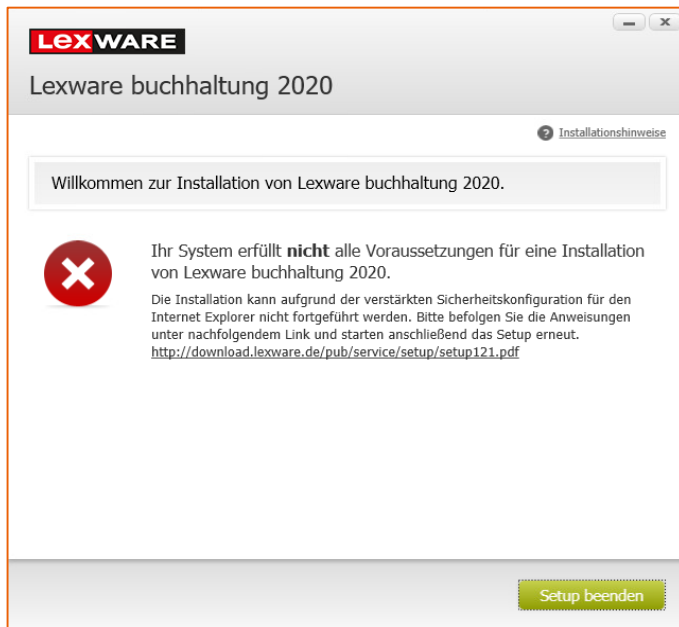 LEXWARE
Lexware buchhaltung 2020
Installationshinweise
Willkommen zur Installation von Lexware buchhaltung 2020.
Ihr System erfüllt nicht alle Voraussetzungen für eine Installation
von Lexware buchhaltung 2020.
Die Installation kann aufgrund der verstärkten Sicherheitskonfiguration für den
Internet Explorer nicht fortgeführt werden. Bitte befolgen Sie die Anweisungen
unter nachfolgendem Link und starten anschließend das Setup erneut.
http://download.lexware.de/pub/service/setup/setup121.pdf
Setup beenden